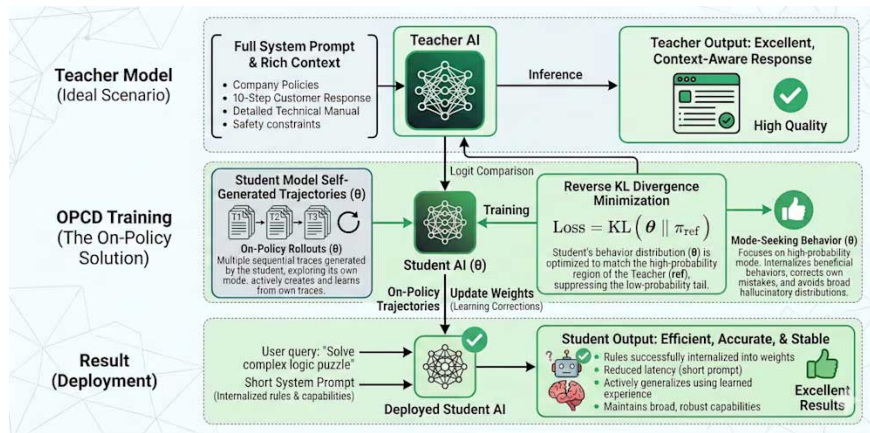 Teacher Model
(Ideal Scenario)
Full System Prompt
& Rich Context
• Company Policies
• 10-Step Customer Response
• Detailed Technical Manual
• Safety constraints
Teacher AI
Inference
Teacher Output: Excellent,
Context-Aware Response
High Quality
Logit Comparison
OPCD Training
(The On-Policy
Solution)
Student Model Self-
Generated Trajectories (θ)
T1 T2 T3
On-Policy Rollouts (θ)
Multiple sequential traces generated
by the student, exploring its own
mode. actively creates and learns
from own traces.
Student AI (θ)
Training
Reverse KL Divergence
Minimization
Loss = KL(θ ∥ πref)
Student's behavior distribution (θ) is
optimized to match the high-probability
region of the Teacher (ref),
suppressing the low-probability tail.
Mode-Seeking Behavior (θ)
Focuses on high-probability
mode. Internalizes beneficial
behaviors, corrects own
mistakes, and avoids broad
hallucinatory distributions.
On-Policy
Trajectories
Update Weights
(Learning Corrections)
Result
(Deployment)
User query: "Solve
complex logic puzzle"
Short System Prompt
(Internalized rules & capabilities)
Deployed Student AI
Student Output: Efficient, Accurate, & Stable
?
• Rules successfully internalized into weights
• Reduced latency (short prompt)
• Actively generalizes using learned
experience
• Maintains broad, robust capabilities
Excellent
Results